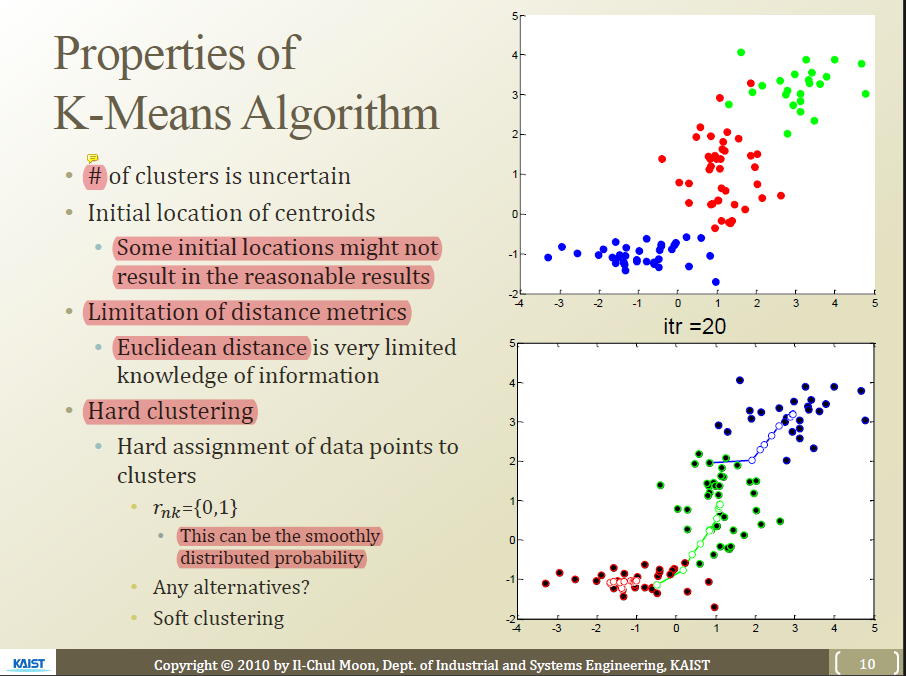 Properties of
K-Means Algorithm
• # of clusters is uncertain
• Initial location of centroids
• Some initial locations might not
result in the reasonable results
• Limitation of distance metrics
• Euclidean distance is very limited
knowledge of information
• Hard clustering
• Hard assignment of data points to
clusters
• rₙₖ={0,1}
• This can be the smoothly
distributed probability
• Any alternatives?
• Soft clustering
5
4
3
2
1
0
-1
-2
-4 -3 -2 -1 0 1 2 3 4 5
itr =20
5
4
3
2
1
0
-1
-2
-4 -3 -2 -1 0 1 2 3 4 5
KAIST
Copyright © 2010 by Il-Chul Moon, Dept. of Industrial and Systems Engineering, KAIST
10